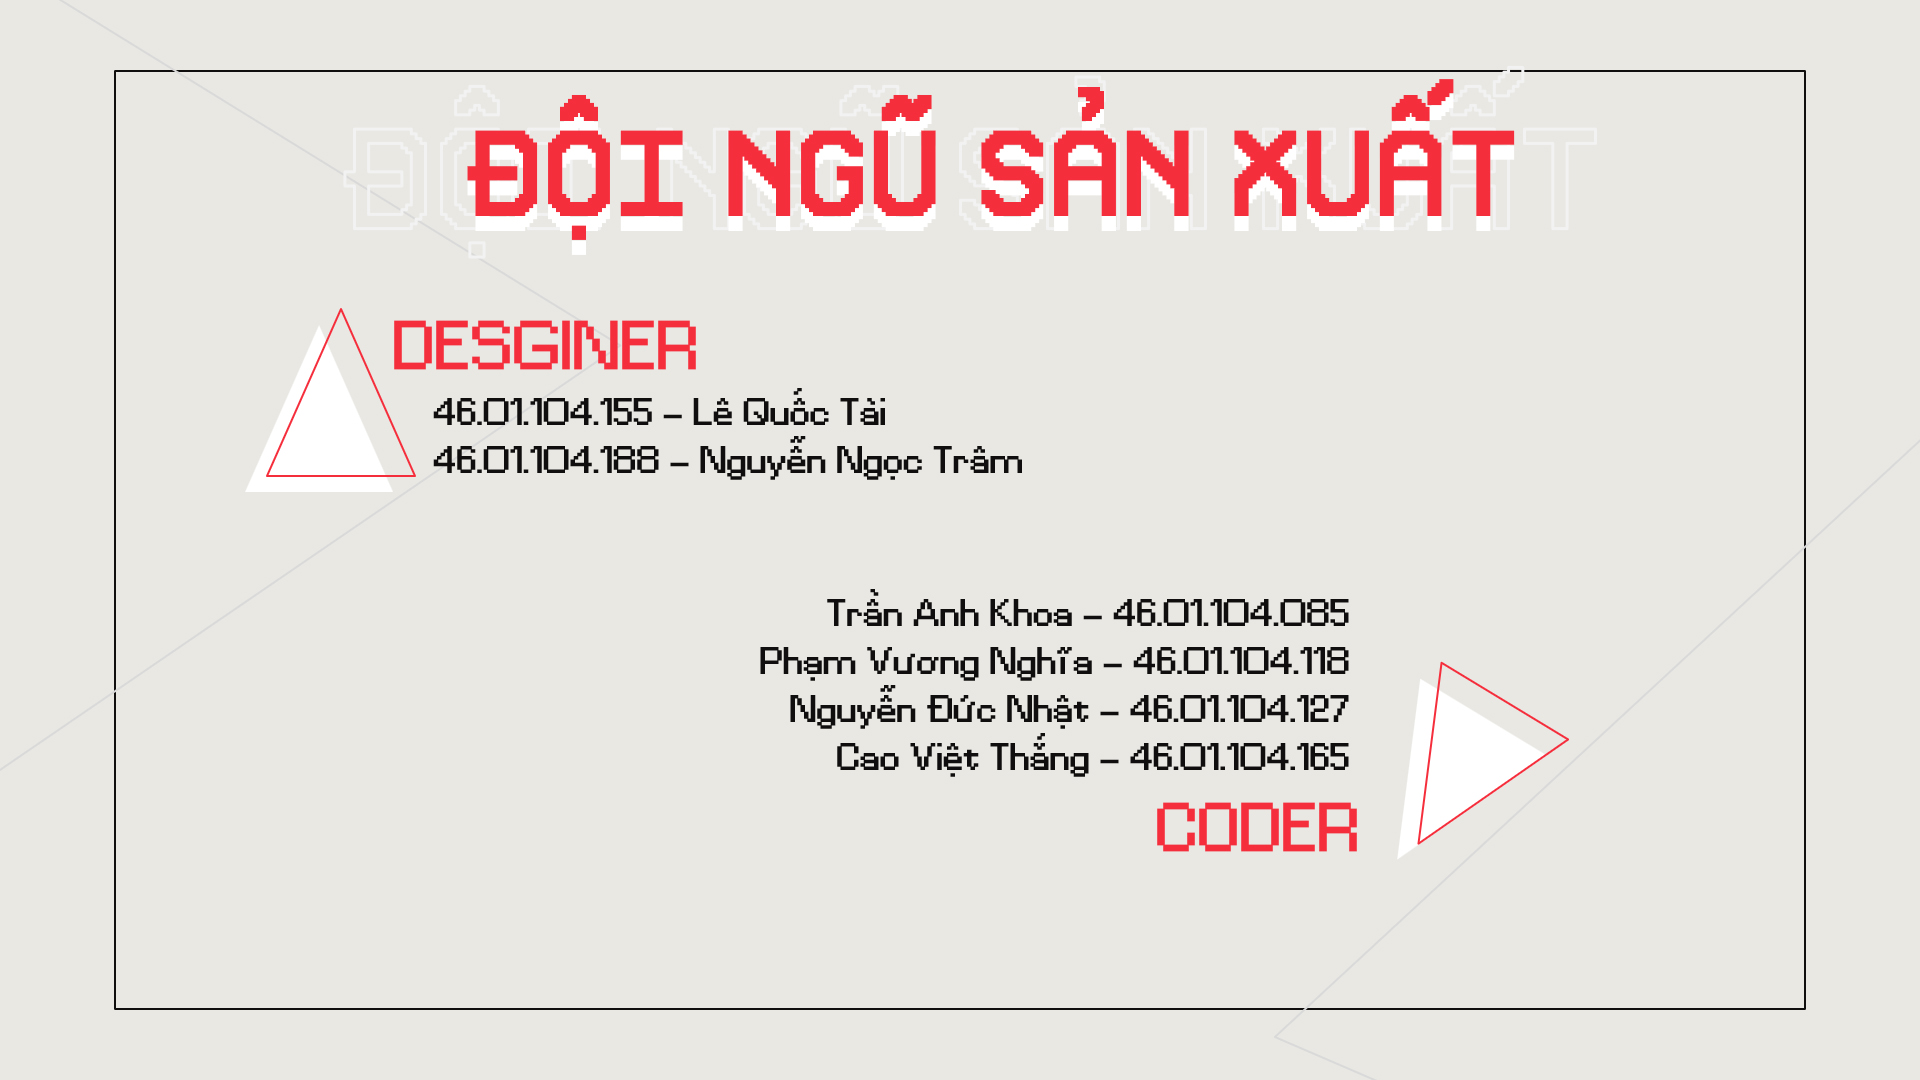 ĐỘI NGŨ SẢN XUẤT
DESGINER
46.01.104.155 – Lê Quốc Tài
46.01.104.188 – Nguyễn Ngọc Trâm
Trần Anh Khoa – 46.01.104.085
Phạm Vương Nghĩa – 46.01.104.118
Nguyễn Đức Nhật – 46.01.104.127
Cao Việt Thắng – 46.01.104.165
CODER